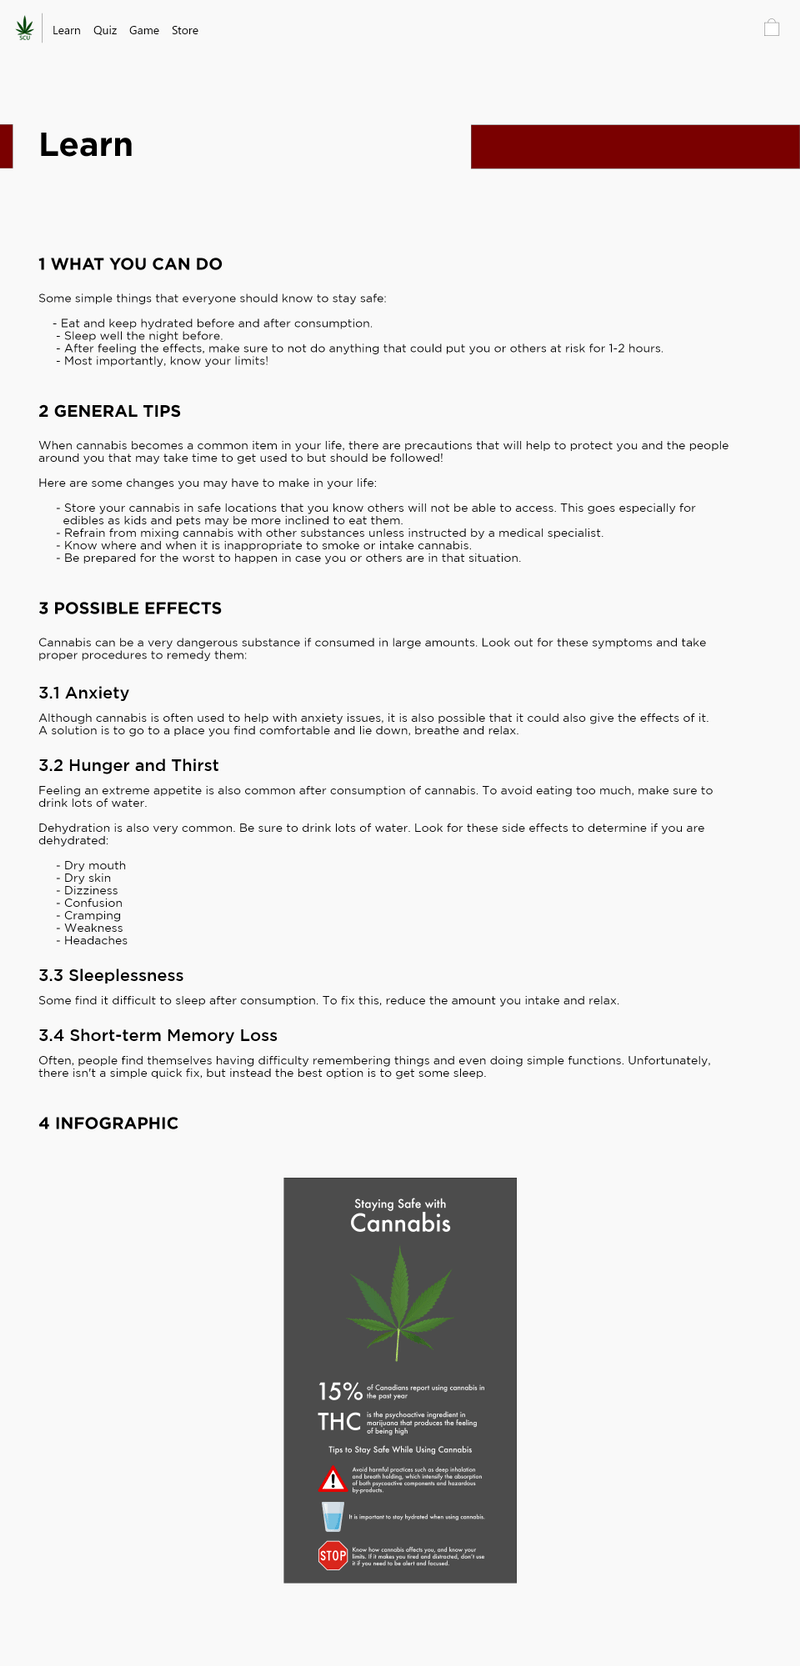 SCU
Learn Quiz Game Store
Learn
1 WHAT YOU CAN DO
Some simple things that everyone should know to stay safe:
- Eat and keep hydrated before and after consumption.
- Sleep well the night before.
- After feeling the effects, make sure to not do anything that could put you or others at risk for 1-2 hours.
- Most importantly, know your limits!
2 GENERAL TIPS
When cannabis becomes a common item in your life, there are precautions that will help to protect you and the people
around you that may take time to get used to but should be followed!
Here are some changes you may have to make in your life:
- Store your cannabis in safe locations that you know others will not be able to access. This goes especially for
edibles as kids and pets may be more inclined to eat them.
- Refrain from mixing cannabis with other substances unless instructed by a medical specialist.
- Know where and when it is inappropriate to smoke or intake cannabis.
- Be prepared for the worst to happen in case you or others are in that situation.
3 POSSIBLE EFFECTS
Cannabis can be a very dangerous substance if consumed in large amounts. Look out for these symptoms and take
proper procedures to remedy them:
3.1 Anxiety
Although cannabis is often used to help with anxiety issues, it is also possible that it could also give the effects of it.
A solution is to go to a place you find comfortable and lie down, breathe and relax.
3.2 Hunger and Thirst
Feeling an extreme appetite is also common after consumption of cannabis. To avoid eating too much, make sure to
drink lots of water.
Dehydration is also very common. Be sure to drink lots of water. Look for these side effects to determine if you are
dehydrated:
- Dry mouth
- Dry skin
- Dizziness
- Confusion
- Cramping
- Weakness
- Headaches
3.3 Sleeplessness
Some find it difficult to sleep after consumption. To fix this, reduce the amount you intake and relax.
3.4 Short-term Memory Loss
Often, people find themselves having difficulty remembering things and even doing simple functions. Unfortunately,
there isn't a simple quick fix, but instead the best option is to get some sleep.
4 INFOGRAPHIC
Staying Safe with
Cannabis
15% of Canadians report using cannabis in
the past year
THC is the psychoactive ingredient in
marijuana that produces the feeling
of being high
Tips to Stay Safe While Using Cannabis
Avoid harmful practices such as deep inhalation
and breath holding, which intensify the absorption
of both psycoactive components and hazardous
by-products.
It is important to stay hydrated when using cannabis.
STOP
Know how cannabis affects you, and know your
limits. If it makes you tired and distracted, don't use
it if you need to be alert and focused.